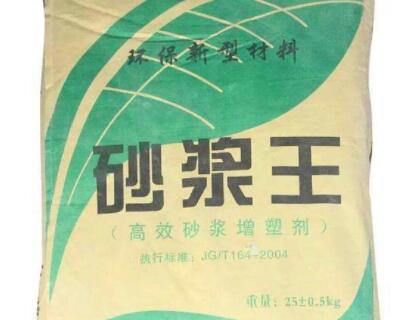 环保新型材料
砂浆王
（高效砂浆增塑剂）
执行标准：JG/T164-2004
重量：25±0.5kg